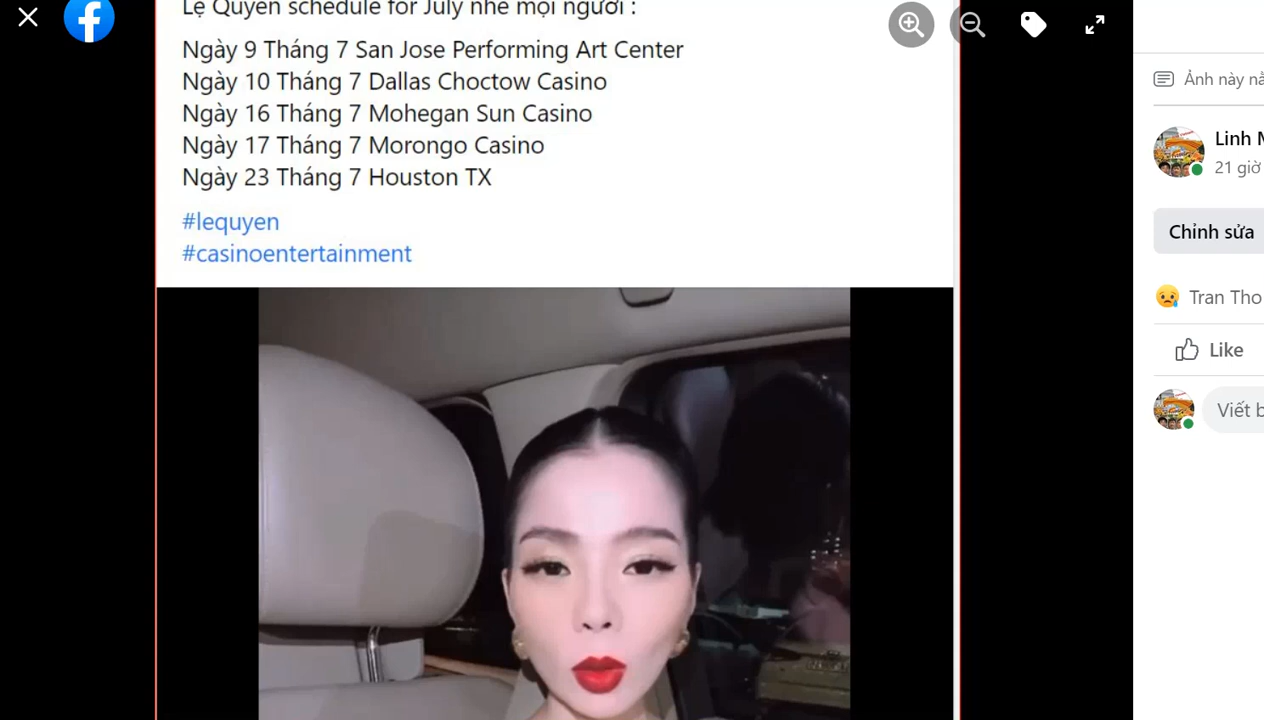 Lệ Quyên schedule for July nhé mọi người :
Ngày 9 Tháng 7 San Jose Performing Art Center
Ngày 10 Tháng 7 Dallas Choctow Casino
Ngày 16 Tháng 7 Mohegan Sun Casino
Ngày 17 Tháng 7 Morongo Casino
Ngày 23 Tháng 7 Houston TX
#lequyen
#casinoentertainment
Ảnh này
Linh
21 giờ
Chỉnh sửa
Tran Tho
Like
Viết